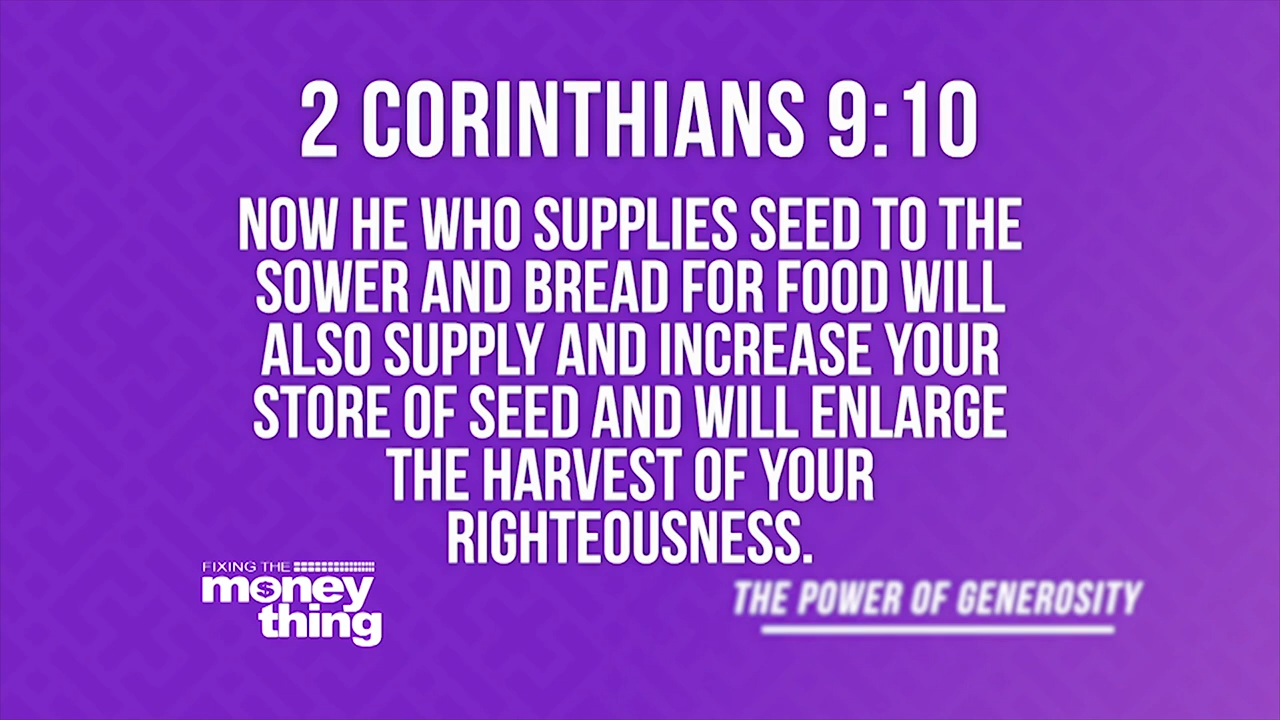 2 CORINTHIANS 9:10
NOW HE WHO SUPPLIES SEED TO THE
SOWER AND BREAD FOR FOOD WILL
ALSO SUPPLY AND INCREASE YOUR
STORE OF SEED AND WILL ENLARGE
THE HARVEST OF YOUR
RIGHTEOUSNESS.
FIXING THE
money
thing
THE POWER OF GENEROSITY